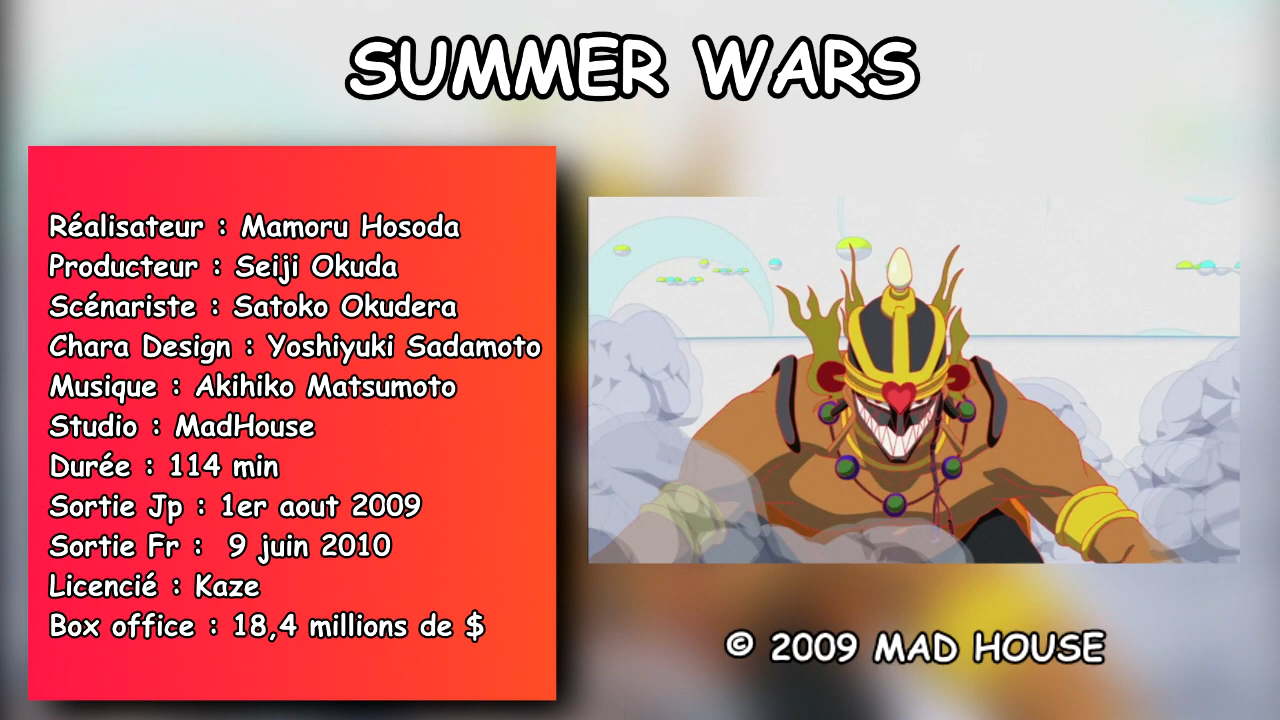 SUMMER WARS
Réalisateur : Mamoru Hosoda
Producteur : Seiji Okuda
Scénariste : Satoko Okudera
Chara Design : Yoshiyuki Sadamoto
Musique : Akihiko Matsumoto
Studio : MadHouse
Durée : 114 min
Sortie Jp : 1er aout 2009
Sortie Fr :  9 juin 2010
Licencié : Kaze
Box office : 18,4 millions de $
© 2009 MAD HOUSE